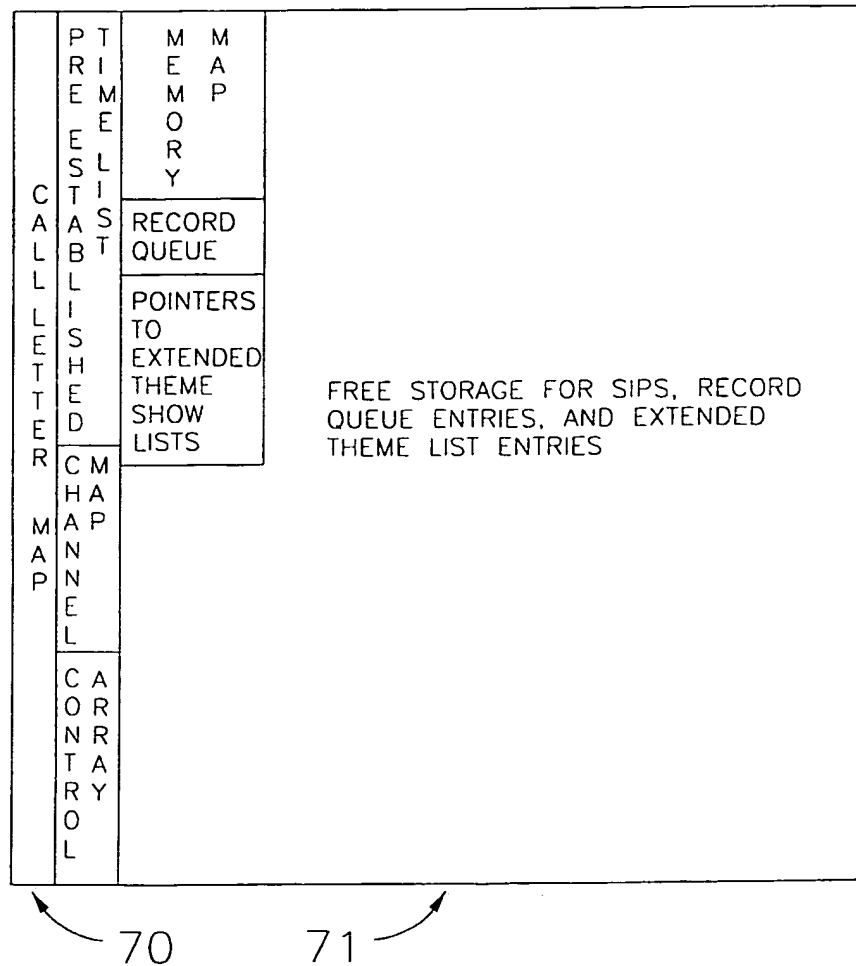 CALL LETTER MAP
PRE ESTABLISHED
TIME LIST
CHANNEL
MAP
CONTROL
ARRAY
MEMORY
MAP
RECORD
QUEUE
POINTERS
TO
EXTENDED
THEME
SHOW
LISTS
FREE STORAGE FOR SIPS, RECORD
QUEUE ENTRIES, AND EXTENDED
THEME LIST ENTRIES
70
71